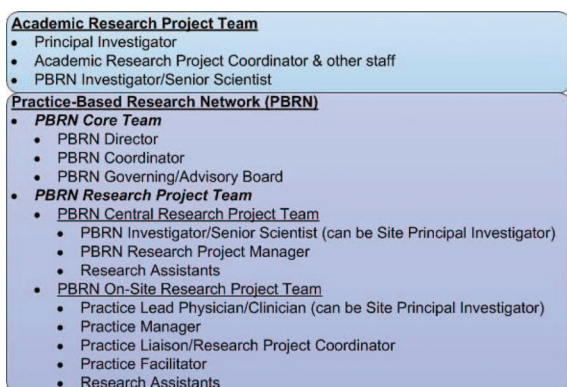 Academic Research Project Team
• Principal Investigator
• Academic Research Project Coordinator & other staff
• PBRN Investigator/Senior Scientist
Practice-Based Research Network (PBRN)
• PBRN Core Team
• PBRN Director
• PBRN Coordinator
• PBRN Governing/Advisory Board
• PBRN Research Project Team
• PBRN Central Research Project Team
• PBRN Investigator/Senior Scientist (can be Site Principal Investigator)
• PBRN Research Project Manager
• Research Assistants
• PBRN On-Site Research Project Team
• Practice Lead Physician/Clinician (can be Site Principal Investigator)
• Practice Manager
• Practice Liaison/Research Project Coordinator
• Practice Facilitator
• Research Assistants